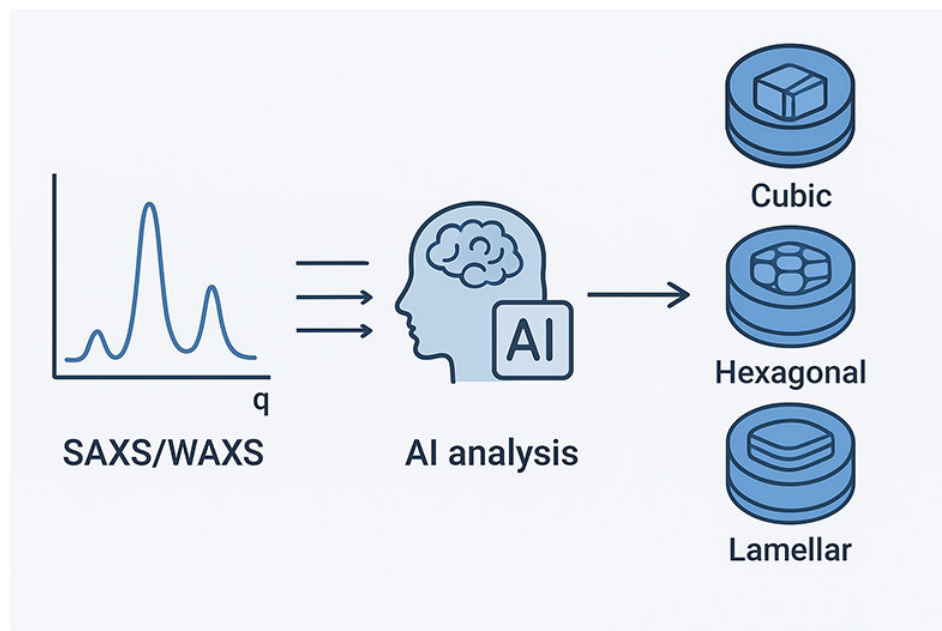 q
SAXS/WAXS
AI
AI analysis
Cubic
Hexagonal
Lamellar